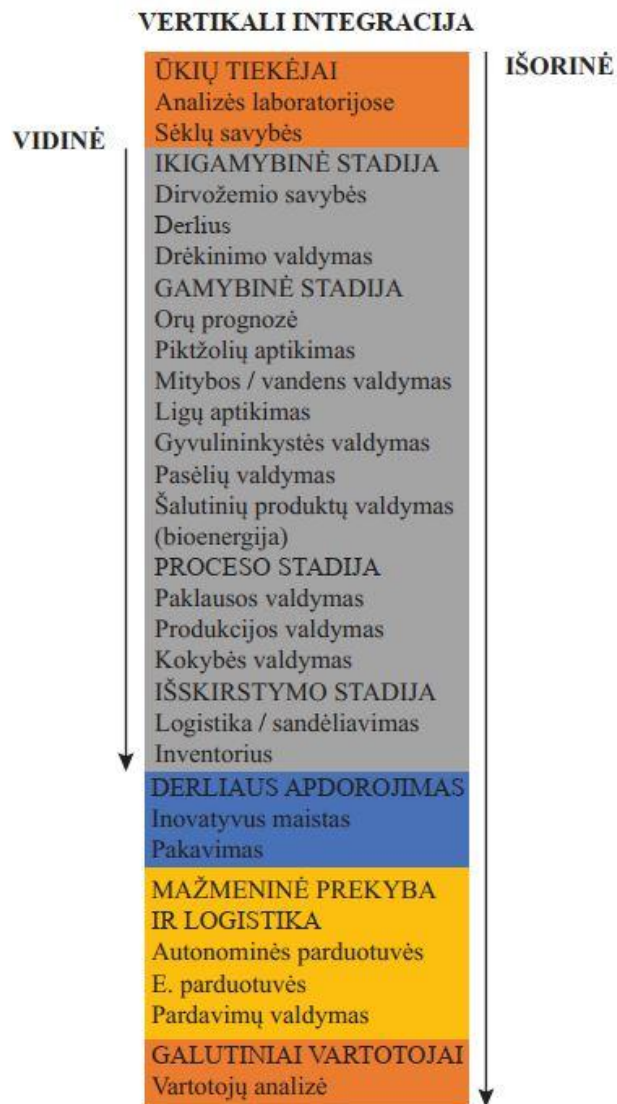 VERTIKALI INTEGRACIJA
IŠORINĖ
VIDINĖ
ŪKIŲ TIEKĖJAI
Analizės laboratorijose
Sėklų savybės
IKIGAMYBINĖ STADIJA
Dirvožemio savybės
Derlius
Drėkinimo valdymas
GAMYBINĖ STADIJA
Orų prognozė
Piktžolių aptikimas
Mitybos / vandens valdymas
Ligų aptikimas
Gyvulininkystės valdymas
Pasėlių valdymas
Šalutinių produktų valdymas
(bioenergija)
PROCESO STADIJA
Paklausos valdymas
Produkcijos valdymas
Kokybės valdymas
IŠSKIRSTYMO STADIJA
Logistika / sandėliavimas
Inventorius
DERLIAUS APDOROJIMAS
Inovatyvus maistas
Pakavimas
MAŽMENINĖ PREKYBA
IR LOGISTIKA
Autonominės parduotuvės
E. parduotuvės
Pardavimų valdymas
GALUTINIAI VARTOTOJAI
Vartotojų analizė